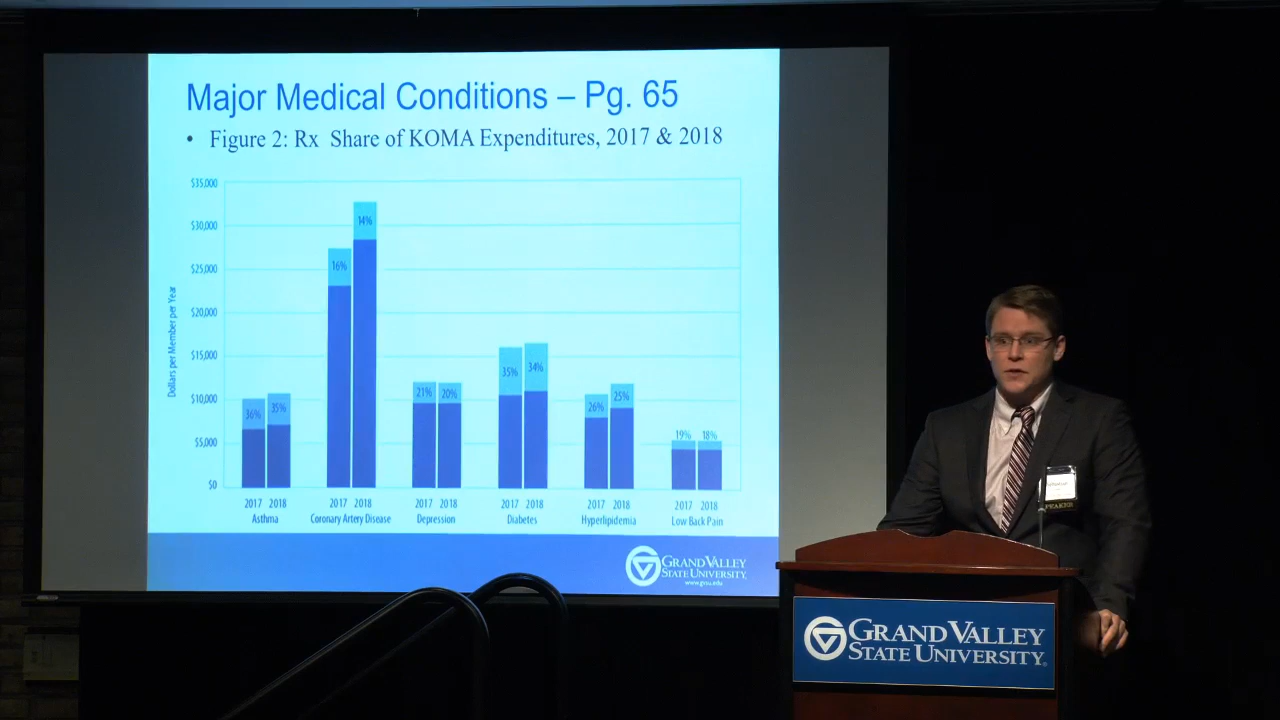 Major Medical Conditions – Pg. 65
• Figure 2: Rx Share of KOMA Expenditures, 2017 & 2018
Dollars per Member per Year
$35,000
$30,000
$25,000
$20,000
$15,000
$10,000
$5,000
$0
36% 35%
16% 14%
21% 20%
35% 34%
26% 25%
19% 18%
2017 2018 2017 2018 2017 2018 2017 2018 2017 2018 2017 2018
Asthma Coronary Artery Disease Depression Diabetes Hyperlipidemia Low Back Pain
GRAND VALLEY
STATE UNIVERSITY
www.gvsu.edu
SPEAKER
GRAND VALLEY
STATE UNIVERSITY